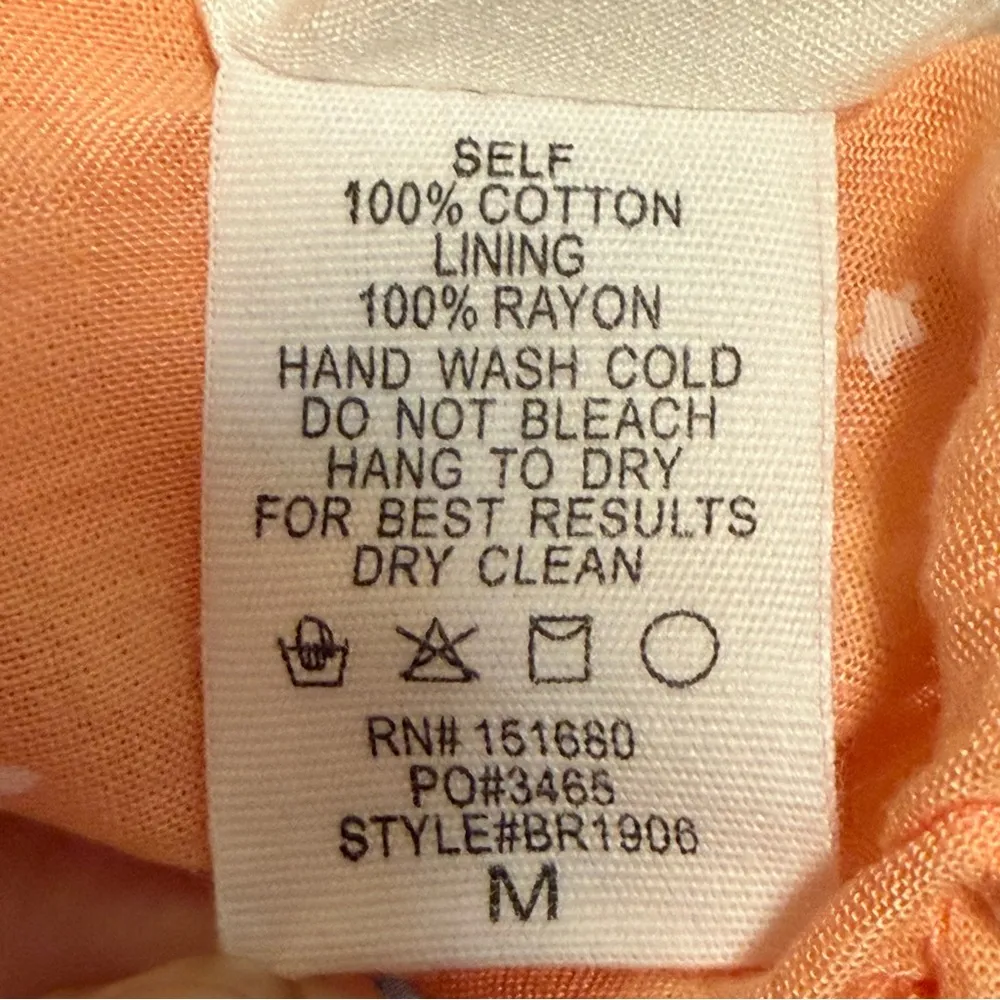 SELF
100% COTTON
LINING
100% RAYON
HAND WASH COLD
DO NOT BLEACH
HANG TO DRY
FOR BEST RESULTS
DRY CLEAN
RN# 151680
PO#3465
STYLE#BR1906
M